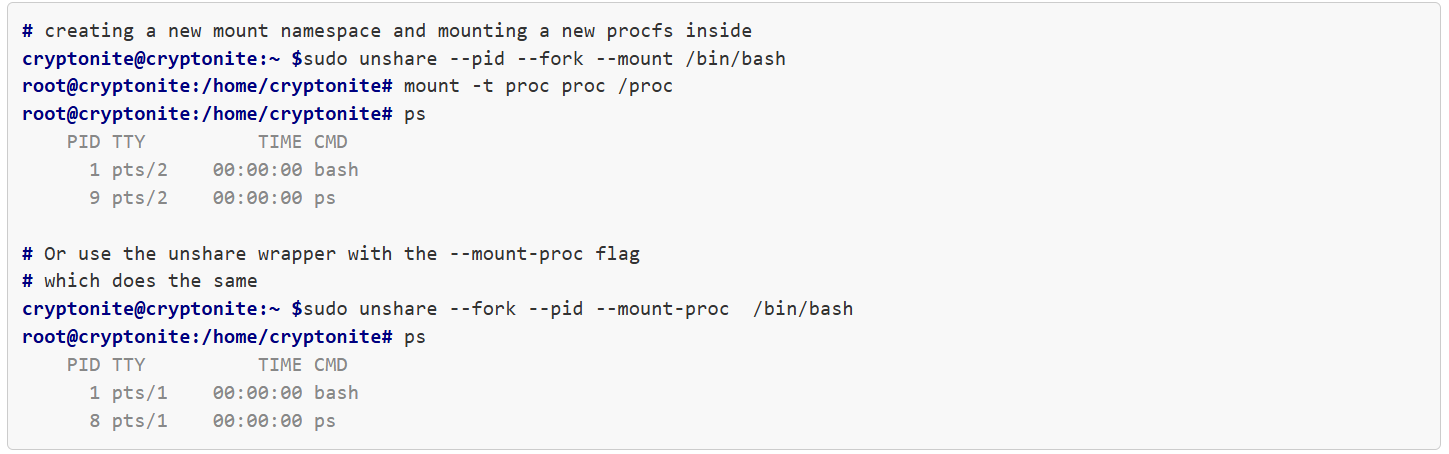 # creating a new mount namespace and mounting a new procfs inside
cryptonite@cryptonite:~ $sudo unshare --pid --fork --mount /bin/bash
root@cryptonite:/home/cryptonite# mount -t proc proc /proc
root@cryptonite:/home/cryptonite# ps
    PID TTY          TIME CMD
      1 pts/2    00:00:00 bash
      9 pts/2    00:00:00 ps

# Or use the unshare wrapper with the --mount-proc flag
# which does the same
cryptonite@cryptonite:~ $sudo unshare --fork --pid --mount-proc  /bin/bash
root@cryptonite:/home/cryptonite# ps
    PID TTY          TIME CMD
      1 pts/1    00:00:00 bash
      8 pts/1    00:00:00 ps